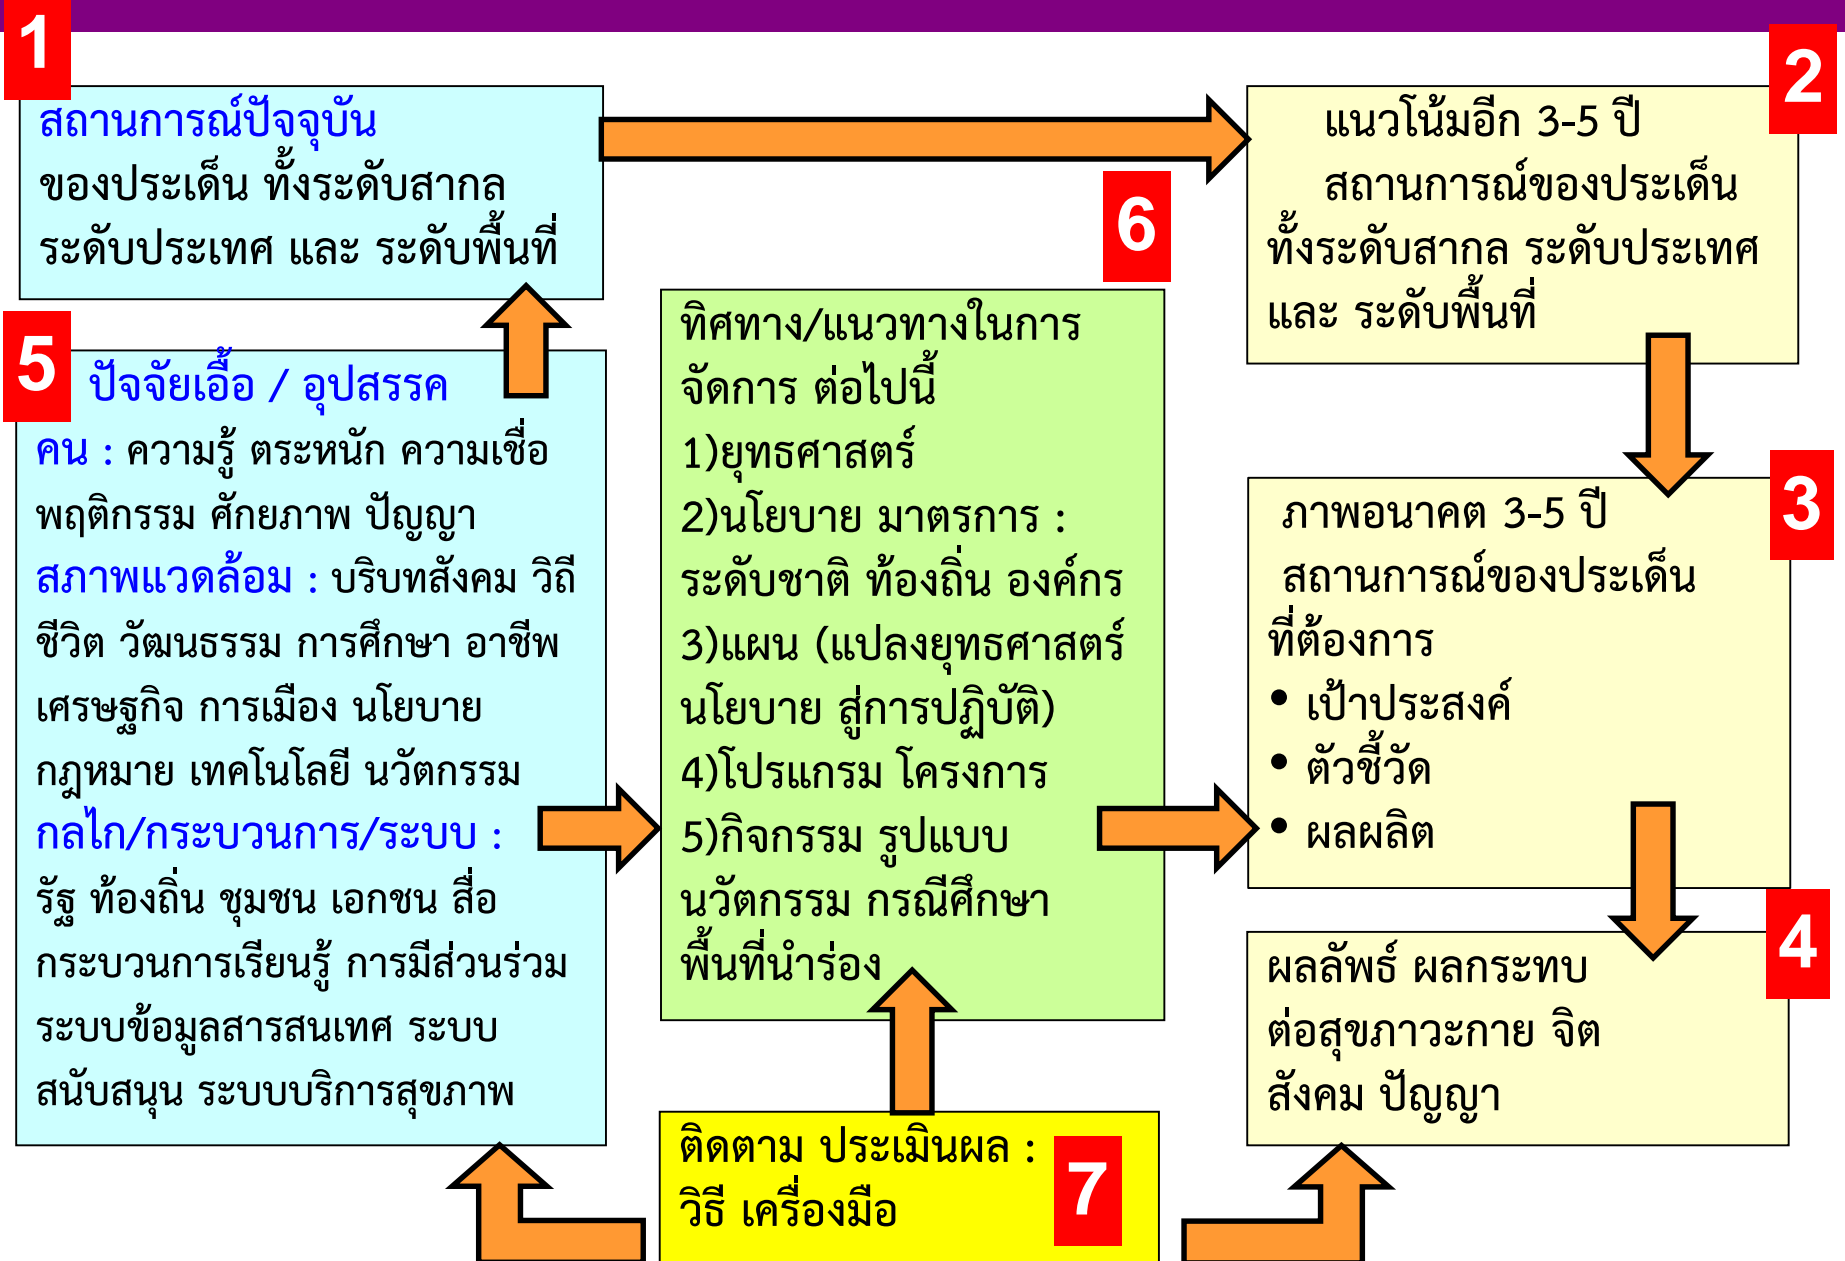 1
สถานการณ์ปัจจุบัน
ของประเด็น ทั้งระดับสากล
ระดับประเทศ และ ระดับพื้นที่
2
แนวโน้มอีก 3-5 ปี
สถานการณ์ของประเด็น
ทั้งระดับสากล ระดับประเทศ
และ ระดับพื้นที่
3
ภาพอนาคต 3-5 ปี
สถานการณ์ของประเด็น
ที่ต้องการ
• เป้าประสงค์
• ตัวชี้วัด
• ผลผลิต
4
ผลลัพธ์ ผลกระทบ
ต่อสุขภาวะกาย จิต
สังคม ปัญญา
5
ปัจจัยเอื้อ / อุปสรรค
คน : ความรู้ ตระหนัก ความเชื่อ
พฤติกรรม ศักยภาพ ปัญญา
สภาพแวดล้อม : บริบทสังคม วิถี
ชีวิต วัฒนธรรม การศึกษา อาชีพ
เศรษฐกิจ การเมือง นโยบาย
กฎหมาย เทคโนโลยี นวัตกรรม
กลไก/กระบวนการ/ระบบ :
รัฐ ท้องถิ่น ชุมชน เอกชน สื่อ
กระบวนการเรียนรู้ การมีส่วนร่วม
ระบบข้อมูลสารสนเทศ ระบบ
สนับสนุน ระบบบริการสุขภาพ
6
ทิศทาง/แนวทางในการ
จัดการ ต่อไปนี้
1)ยุทธศาสตร์
2)นโยบาย มาตรการ :
ระดับชาติ ท้องถิ่น องค์กร
3)แผน (แปลงยุทธศาสตร์
นโยบาย สู่การปฏิบัติ)
4)โปรแกรม โครงการ
5)กิจกรรม รูปแบบ
นวัตกรรม กรณีศึกษา
พื้นที่นำร่อง
7
ติดตาม ประเมินผล :
วิธี เครื่องมือ